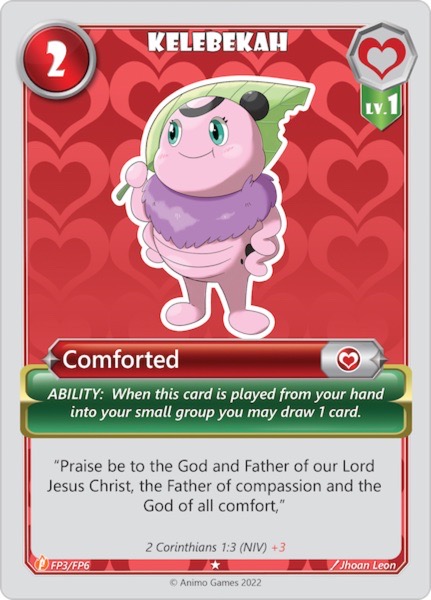 2
KELEBEKAH
LV.1
Comforted
ABILITY: When this card is played from your hand
into your small group you may draw 1 card.
“Praise be to the God and Father of our Lord
Jesus Christ, the Father of compassion and the
God of all comfort,”
2 Corinthians 1:3 (NIV) +3
FP3/FP6
Jhoan Leon
© Animo Games 2022